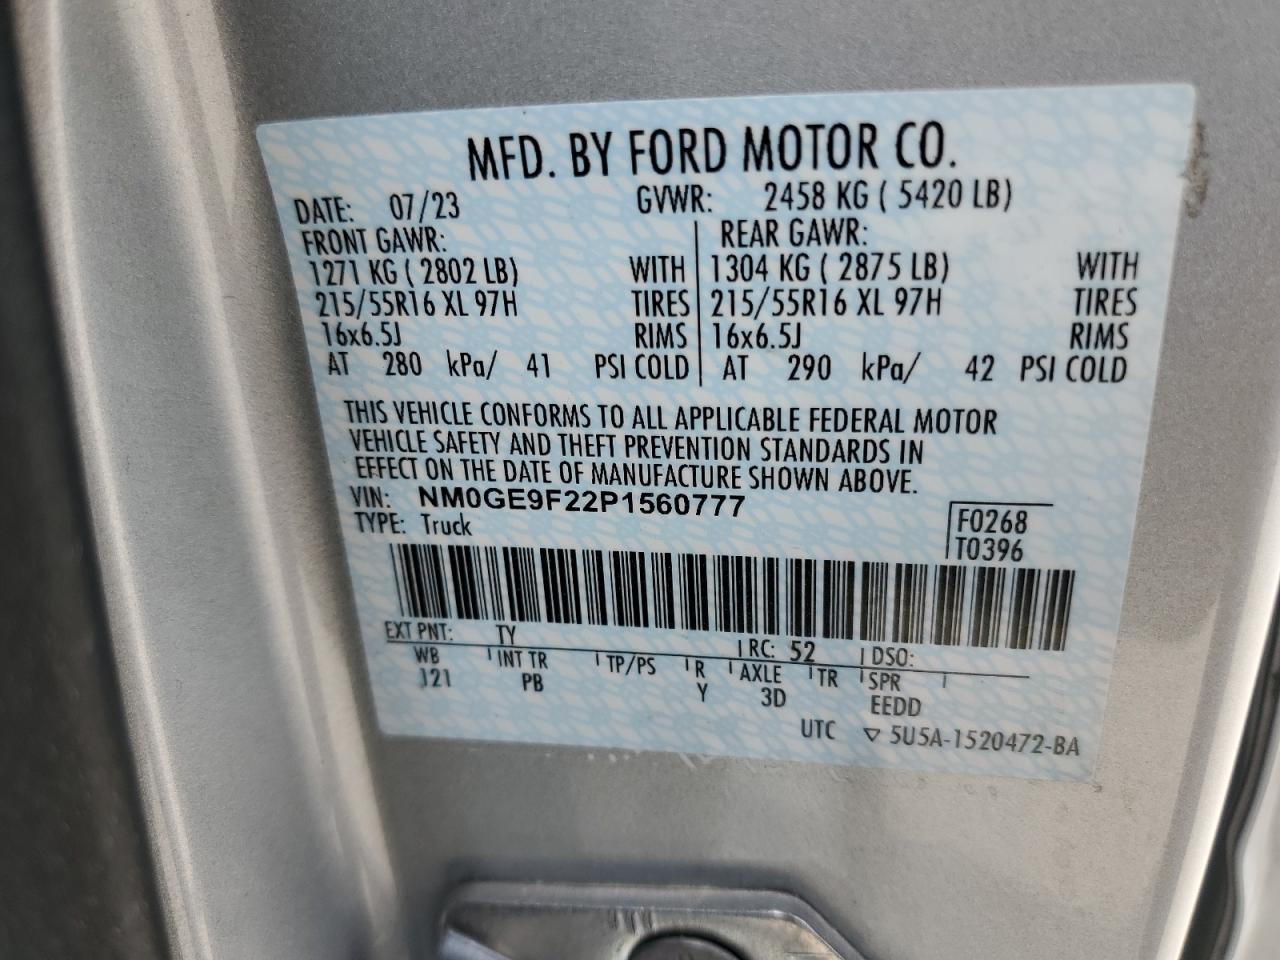 MFD. BY FORD MOTOR CO.
DATE: 07/23 GVWR: 2458 KG ( 5420 LB)
FRONT GAWR: REAR GAWR:
1271 KG ( 2802 LB) WITH 1304 KG ( 2875 LB) WITH
215/55R16 XL 97H TIRES 215/55R16 XL 97H TIRES
16x6.5J RIMS 16x6.5J RIMS
AT 280 kPa/ 41 PSI COLD AT 290 kPa/ 42 PSI COLD
THIS VEHICLE CONFORMS TO ALL APPLICABLE FEDERAL MOTOR
VEHICLE SAFETY AND THEFT PREVENTION STANDARDS IN
EFFECT ON THE DATE OF MANUFACTURE SHOWN ABOVE.
VIN: NM0GE9F22P1560777
TYPE: Truck
F0268
T0396
EXT PNT: TY RC: 52 DSO:
WB INT TR TP/PS R AXLE TR SPR
121 PB Y 3D EEDD
UTC ▽ 5U5A-1520472-BA